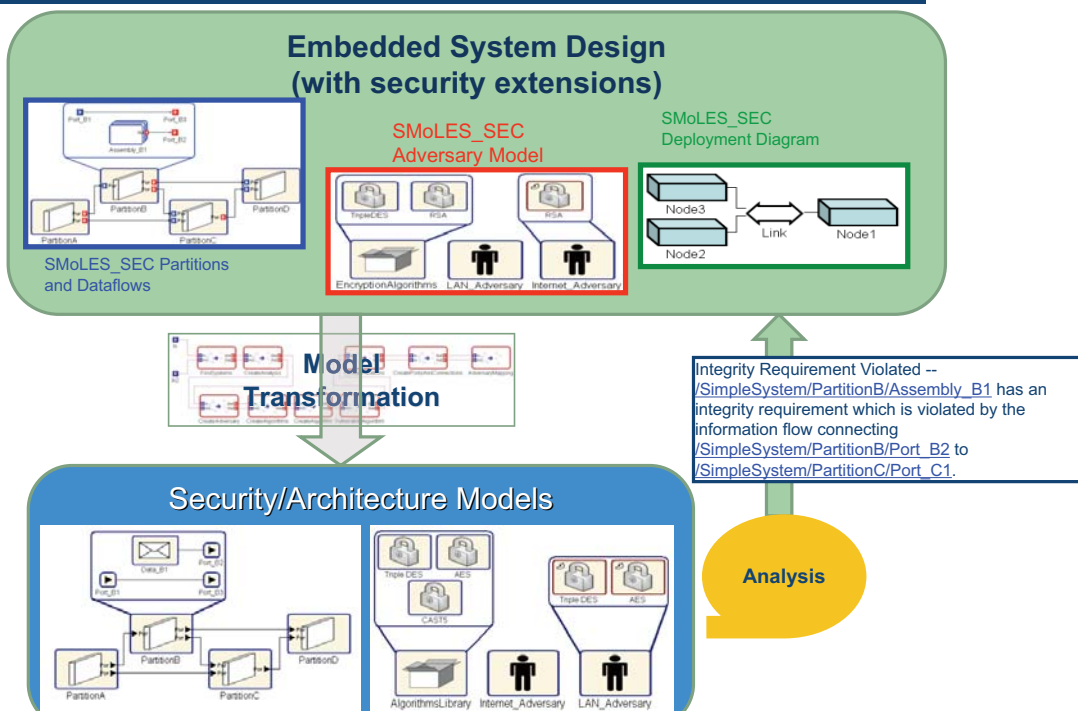 Embedded System Design
(with security extensions)
Port_B1
Port_B3
Port_B2
Assembly_B1
PartitionB
PartitionD
PartitionA
PartitionC
SMoLES_SEC Partitions
and Dataflows
SMoLES_SEC
Adversary Model
TripleDES
RSA
RSA
EncryptionAlgorithms
LAN_Adversary
Internet_Adversary
SMoLES_SEC
Deployment Diagram
Node3
Node2
Link
Node1
Model
Transformation
Integrity Requirement Violated --
/SimpleSystem/PartitionB/Assembly_B1 has an
integrity requirement which is violated by the
information flow connecting
/SimpleSystem/PartitionB/Port_B2 to
/SimpleSystem/PartitionC/Port_C1.
Security/Architecture Models
Data_B1
Port_B2
Port_B1
Port_B3
PartitionB
PartitionD
PartitionA
PartitionC
Triple DES
AES
CAST5
Triple DES
AES
AlgorithmsLibrary
Internet_Adversary
LAN_Adversary
Analysis